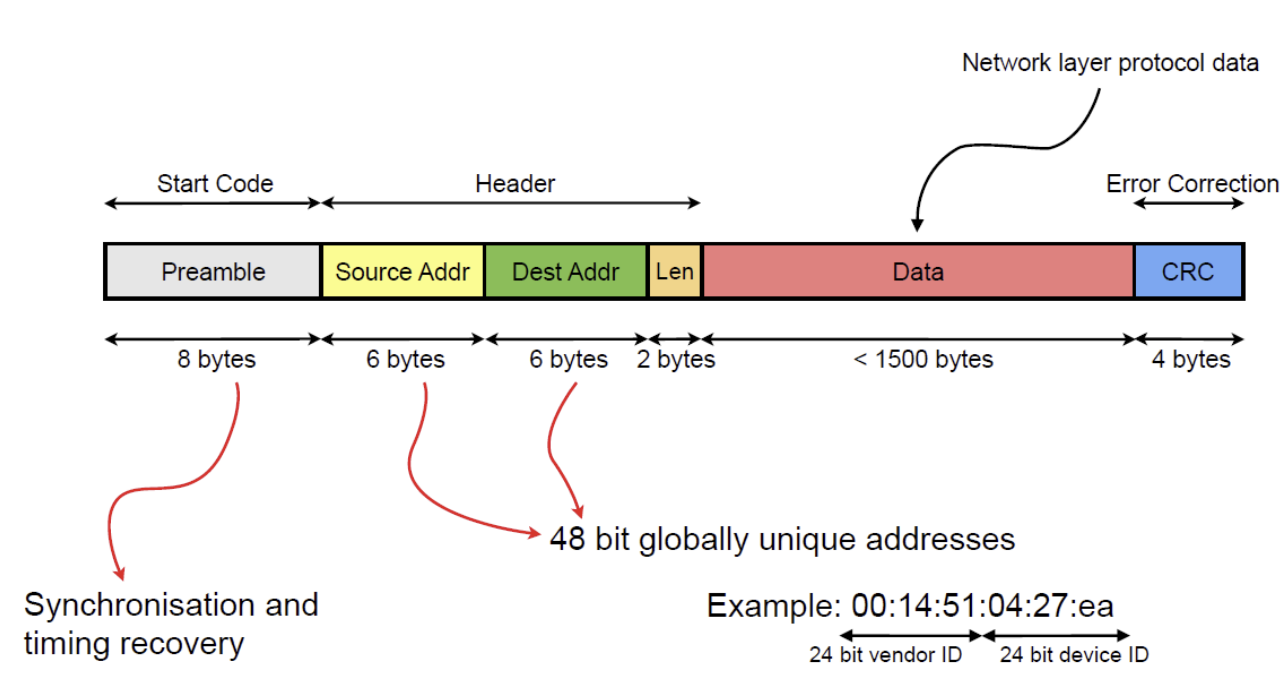 Network layer protocol data
Start Code
Header
Error Correction
Preamble
Source Addr
Dest Addr
Len
Data
CRC
8 bytes
6 bytes
6 bytes
2 bytes
< 1500 bytes
4 bytes
48 bit globally unique addresses
Synchronisation and
timing recovery
Example: 00:14:51:04:27:ea
24 bit vendor ID
24 bit device ID